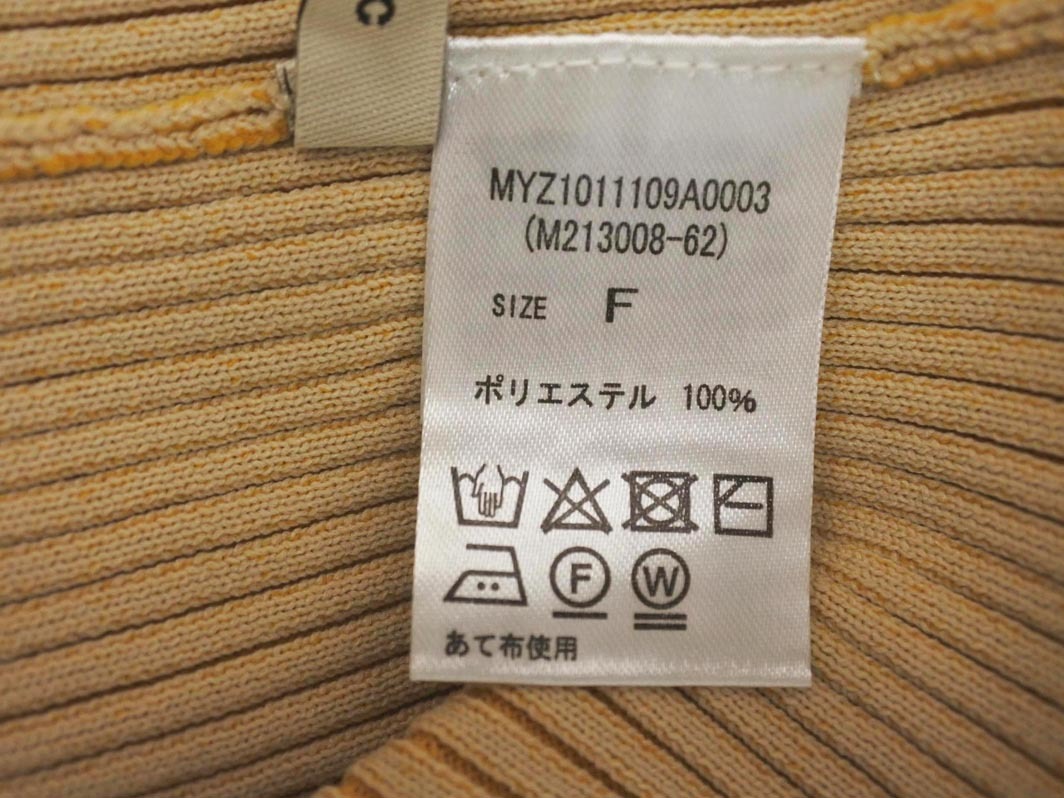 C
MYZ1011109A0003
(M213008-62)
SIZE F
ポリエステル 100%
F W
あて布使用